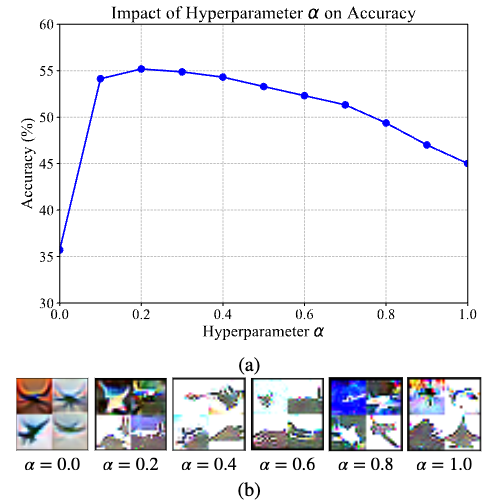 (a)
Impact of Hyperparameter α on Accuracy
60
55
50
45
40
35
30
Accuracy (%)
0.0 0.2 0.4 0.6 0.8 1.0
Hyperparameter α
(a)
α = 0.0 α = 0.2 α = 0.4 α = 0.6 α = 0.8 α = 1.0
(b)